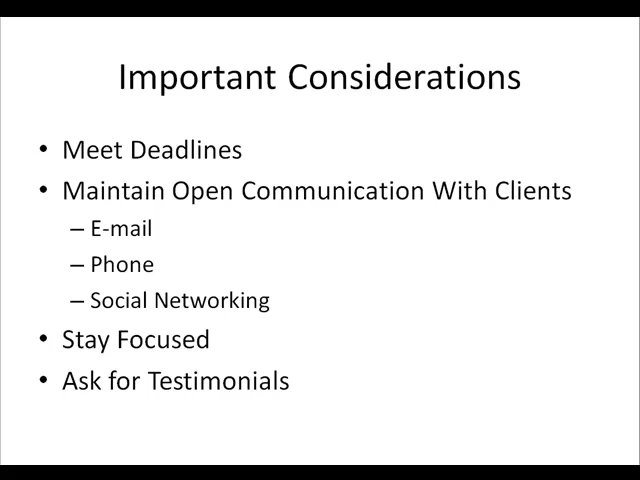 Important Considerations
• Meet Deadlines
• Maintain Open Communication With Clients
– E-mail
– Phone
– Social Networking
• Stay Focused
• Ask for Testimonials